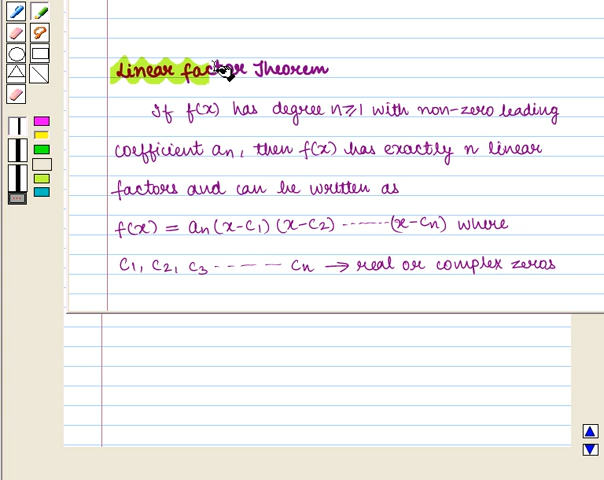 Linear factor Theorem
If f(x) has degree n≥1 with non-zero leading
coefficient an, then f(x) has exactly n linear
factors and can be written as
f(x) = an (x-c1) (x-c2) ------- (x-cn) where
c1, c2, c3 ------- cn → real or complex zeros